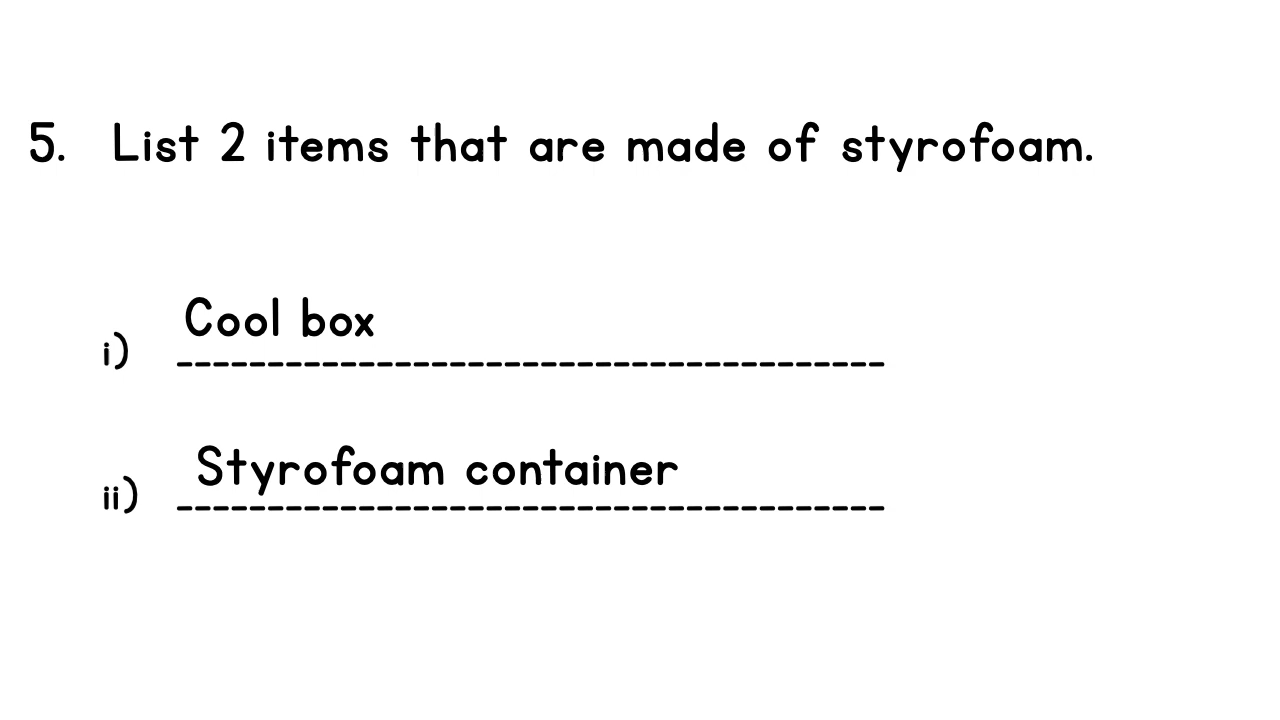 5. List 2 items that are made of styrofoam.
i) Cool box
ii) Styrofoam container